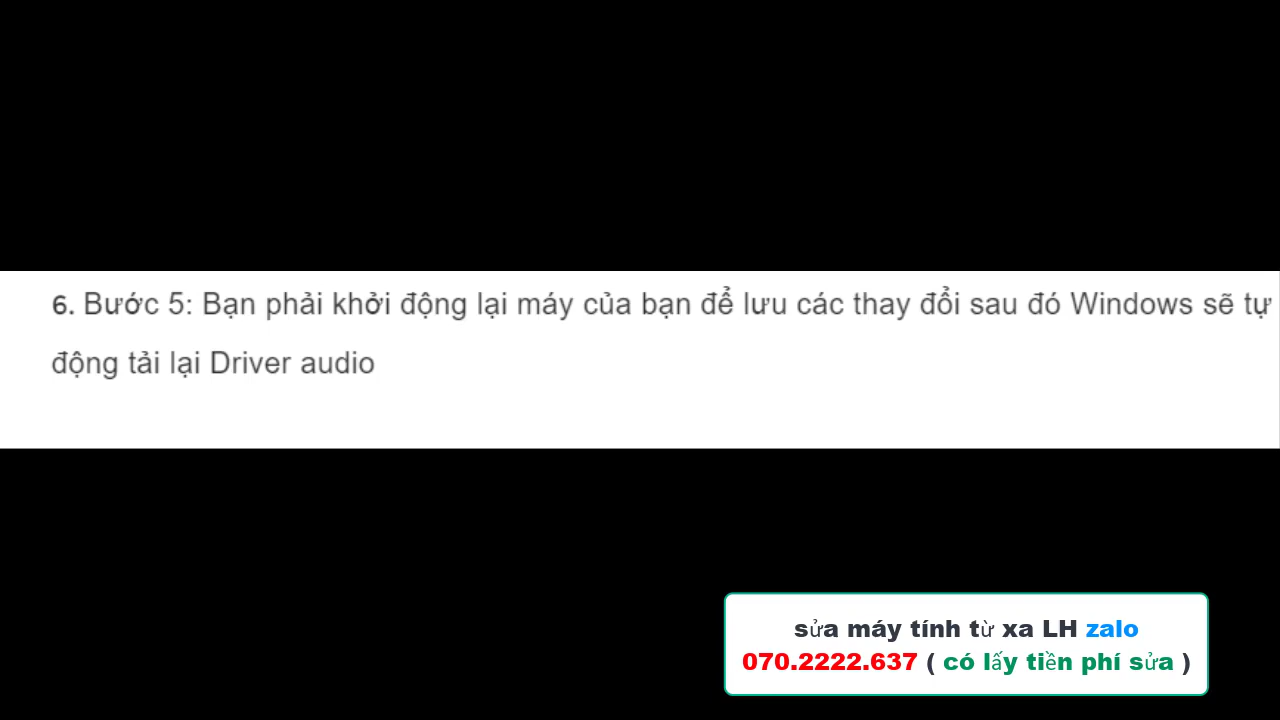 6. Bước 5: Bạn phải khởi động lại máy của bạn để lưu các thay đổi sau đó Windows sẽ tự
động tải lại Driver audio
sửa máy tính từ xa LH zalo
070.2222.637 ( có lấy tiền phí sửa )